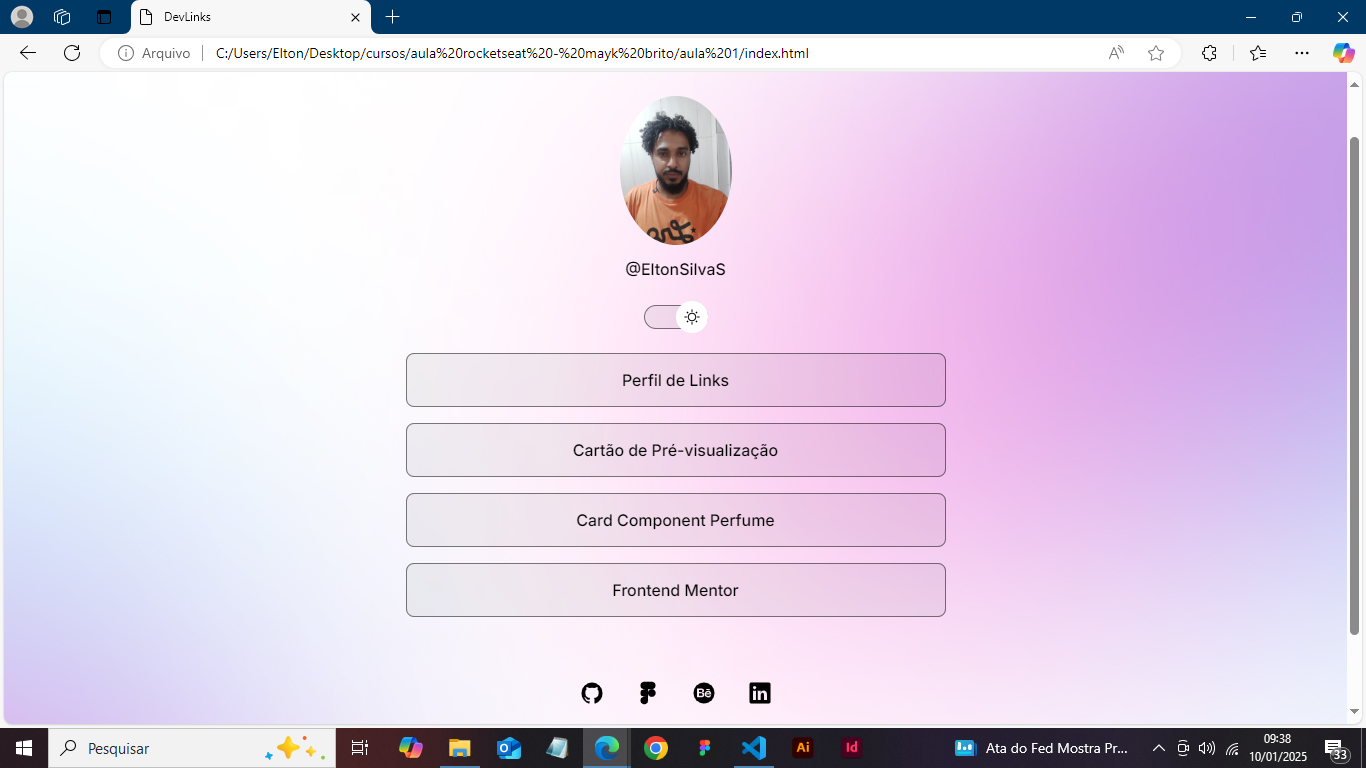 DevLinks
Arquivo
C:/Users/Elton/Desktop/cursos/aula%20rocketseat%20-%20mayk%20brito/aula%201/index.html
@EltonSilvaS
Perfil de Links
Cartão de Pré-visualização
Card Component Perfume
Frontend Mentor
Bē
in
Pesquisar
Ai
Id
Ata do Fed Mostra Pr...
09:38
10/01/2025
33